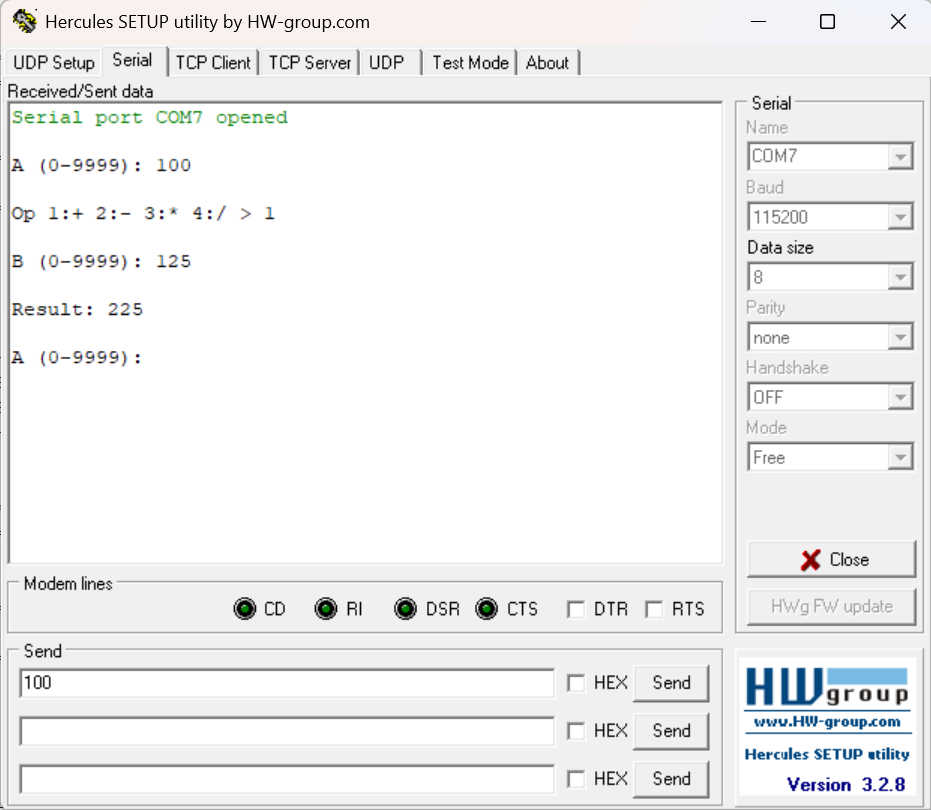 Hercules SETUP utility by HW-group.com
UDP Setup Serial TCP Client TCP Server UDP Test Mode About
Received/Sent data
Serial port COM7 opened
A (0-9999): 100
Op 1:+ 2:- 3:* 4:/ > 1
B (0-9999): 125
Result: 225
A (0-9999):
Serial
Name
COM7
Baud
115200
Data size
8
Parity
none
Handshake
OFF
Mode
Free
Close
HWg FW update
Modem lines
CD RI DSR CTS DTR RTS
Send
100 HEX Send
HEX Send
HEX Send
HWgroup
www.HW-group.com
Hercules SETUP utility
Version 3.2.8